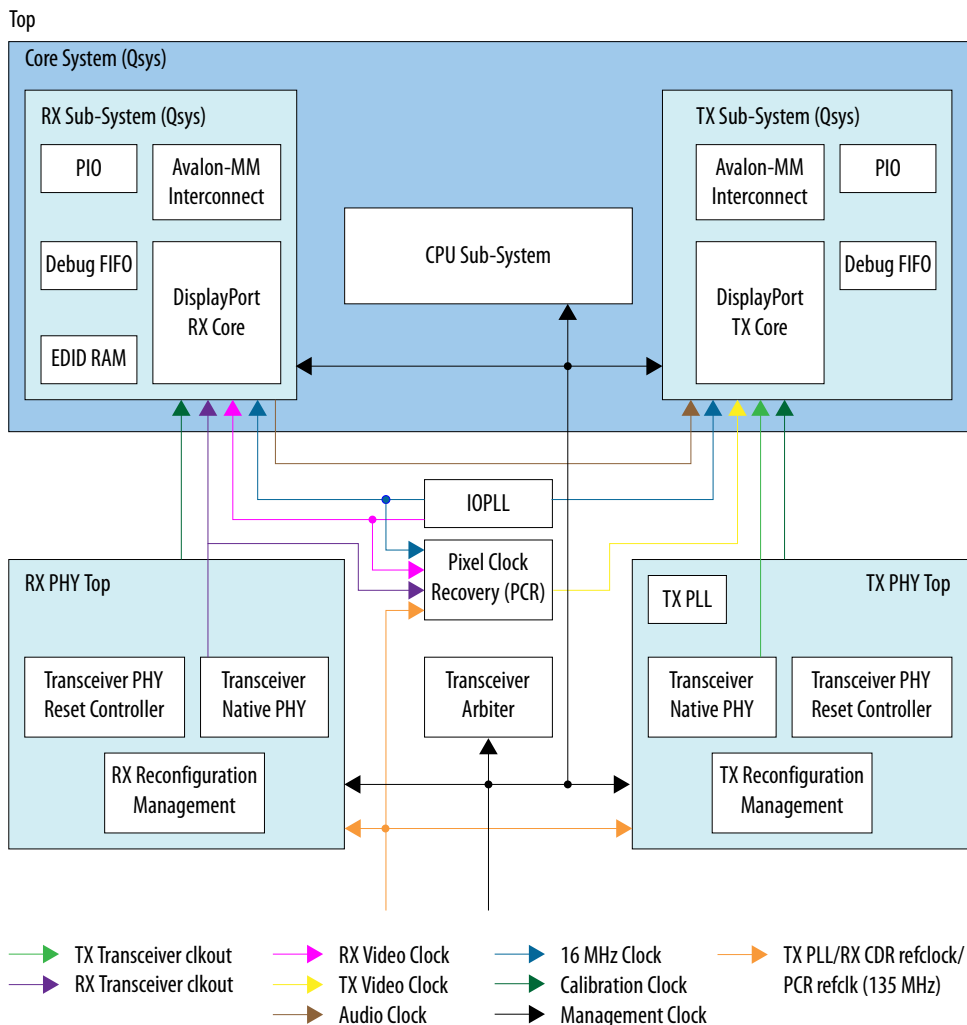 Top
Core System (Qsys)
RX Sub-System (Qsys)
PIO
Avalon-MM
Interconnect
Debug FIFO
DisplayPort
RX Core
EDID RAM
CPU Sub-System
TX Sub-System (Qsys)
Avalon-MM
Interconnect
PIO
DisplayPort
TX Core
Debug FIFO
IOPLL
Pixel Clock
Recovery (PCR)
RX PHY Top
Transceiver PHY
Reset Controller
Transceiver
Native PHY
RX Reconfiguration
Management
Transceiver
Arbiter
TX PHY Top
TX PLL
Transceiver
Native PHY
Transceiver PHY
Reset Controller
TX Reconfiguration
Management
TX Transceiver clkout
RX Transceiver clkout
RX Video Clock
TX Video Clock
Audio Clock
16 MHz Clock
Calibration Clock
Management Clock
TX PLL/RX CDR refclock/
PCR refclk (135 MHz)